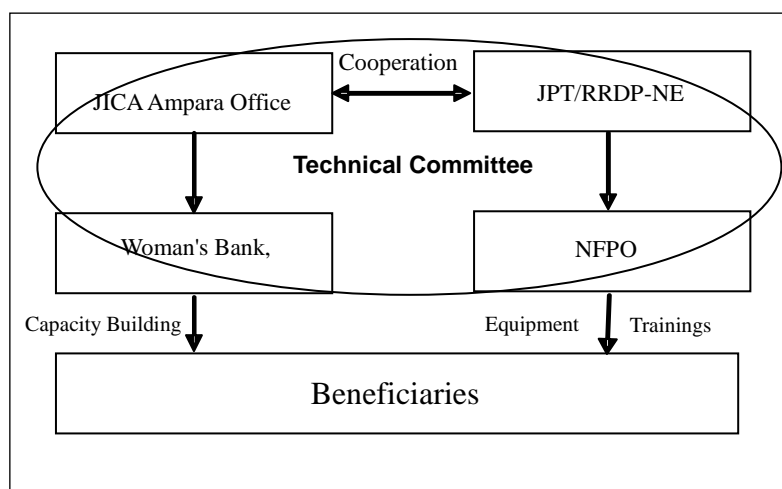 Cooperation
JICA Ampara Office
JPT/RRDP-NE
Technical Committee
Woman's Bank,
NFPO
Capacity Building
Equipment Trainings
Beneficiaries